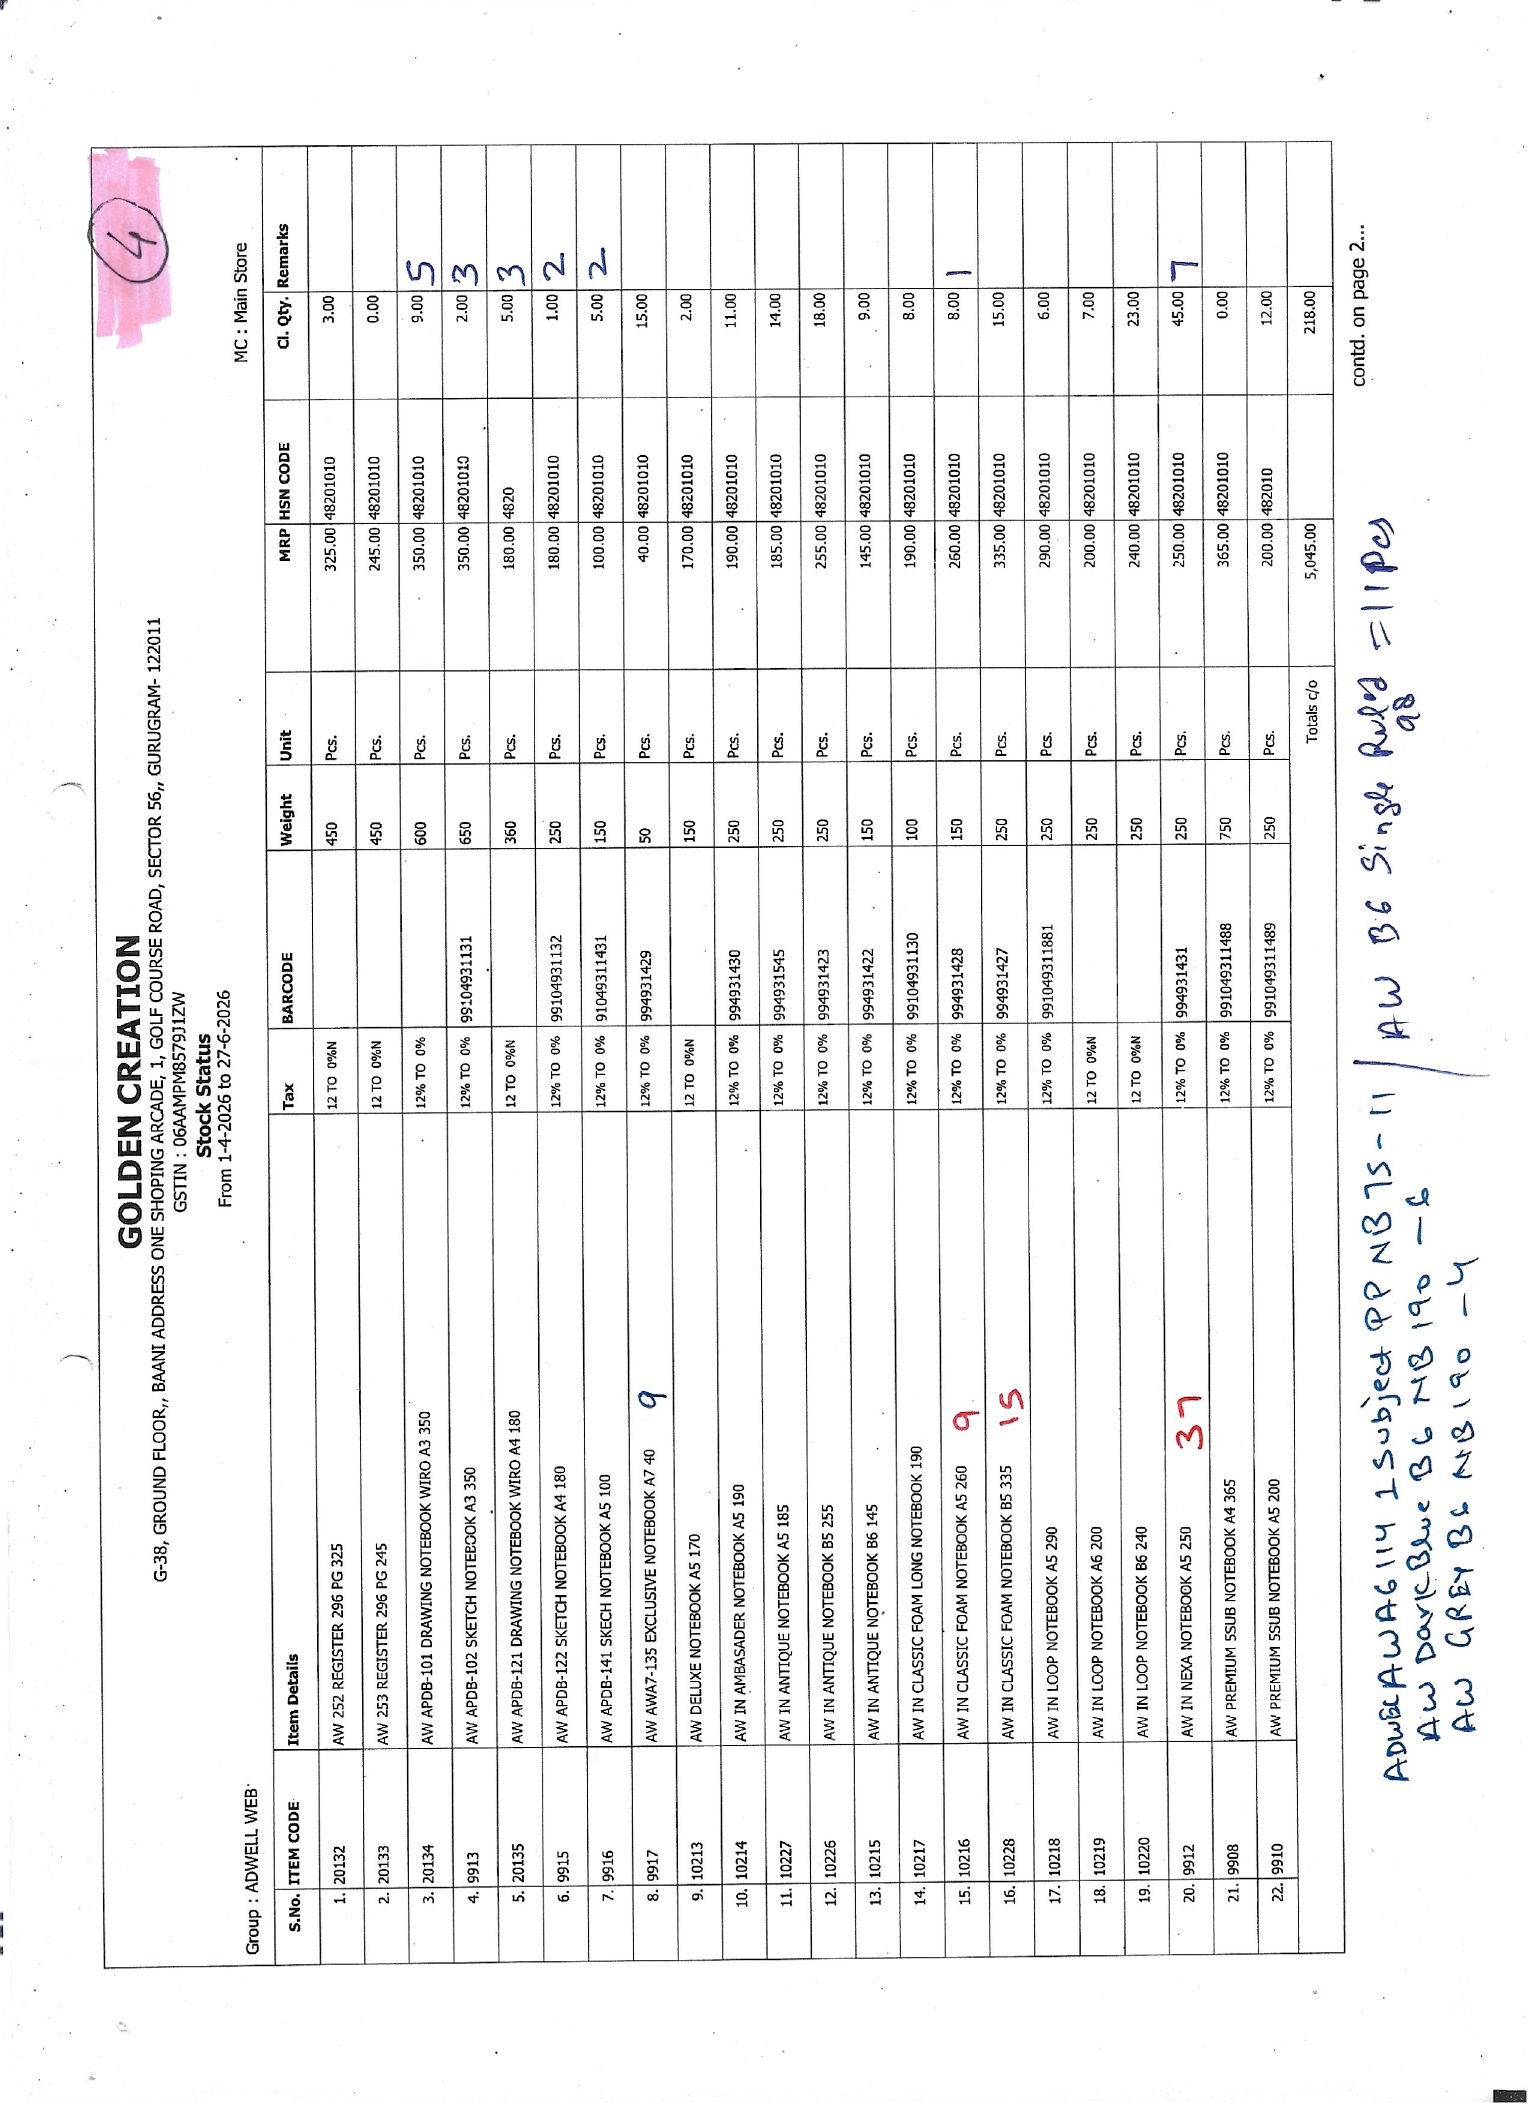 4
GOLDEN CREATION
G-38, GROUND FLOOR,, BAANI ADDRESS ONE SHOPING ARCADE, 1, GOLF COURSE ROAD, SECTOR 56,, GURUGRAM- 122011
GSTIN : 06AAMPM8579J1ZW
Stock Status
From 1-4-2026 to 27-6-2026
Group : ADWELL WEB MC : Main Store
S.No. ITEM CODE Item Details Tax BARCODE Weight Unit MRP HSN CODE Cl. Qty. Remarks
1. 20132 AW 252 REGISTER 296 PG 325 12 TO 0%N 450 Pcs. 325.00 48201010 3.00
2. 20133 AW 253 REGISTER 296 PG 245 12 TO 0%N 450 Pcs. 245.00 48201010 0.00
3. 20134 AW APDB-101 DRAWING NOTEBOOK WIRO A3 350 12% TO 0% 600 Pcs. 350.00 48201010 9.00 5
4. 9913 AW APDB-102 SKETCH NOTEBOOK A3 350 12% TO 0% 99104931131 650 Pcs. 350.00 48201010 2.00 3
5. 20135 AW APDB-121 DRAWING NOTEBOOK WIRO A4 180 12 TO 0%N 360 Pcs. 180.00 4820 5.00 3
6. 9915 AW APDB-122 SKETCH NOTEBOOK A4 180 12% TO 0% 99104931132 250 Pcs. 180.00 48201010 1.00 2
7. 9916 AW APDB-141 SKECH NOTEBOOK A5 100 12% TO 0% 9104931431 150 Pcs. 100.00 48201010 5.00 2
8. 9917 AW AWA7-135 EXCLUSIVE NOTEBOOK A7 40 9 12% TO 0% 994931429 50 Pcs. 40.00 48201010 15.00
9. 10213 AW DELUXE NOTEBOOK A5 170 12 TO 0%N 150 Pcs. 170.00 48201010 2.00
10. 10214 AW IN AMBASADER NOTEBOOK A5 190 12% TO 0% 994931430 250 Pcs. 190.00 48201010 11.00
11. 10227 AW IN ANTIQUE NOTEBOOK A5 185 12% TO 0% 994931545 250 Pcs. 185.00 48201010 14.00
12. 10226 AW IN ANTIQUE NOTEBOOK B5 255 12% TO 0% 994931423 250 Pcs. 255.00 48201010 18.00
13. 10215 AW IN ANTIQUE NOTEBOOK B6 145 12% TO 0% 994931422 150 Pcs. 145.00 48201010 9.00
14. 10217 AW IN CLASSIC FOAM LONG NOTEBOOK 190 12% TO 0% 99104931130 100 Pcs. 190.00 48201010 8.00
15. 10216 AW IN CLASSIC FOAM NOTEBOOK A5 260 9 12% TO 0% 994931428 150 Pcs. 260.00 48201010 8.00 1
16. 10228 AW IN CLASSIC FOAM NOTEBOOK B5 335 15 12% TO 0% 994931427 250 Pcs. 335.00 48201010 15.00
17. 10218 AW IN LOOP NOTEBOOK A5 290 12% TO 0% 991049311881 250 Pcs. 290.00 48201010 6.00
18. 10219 AW IN LOOP NOTEBOOK A6 200 12 TO 0%N 250 Pcs. 200.00 48201010 7.00
19. 10220 AW IN LOOP NOTEBOOK B6 240 12 TO 0%N 250 Pcs. 240.00 48201010 23.00
20. 9912 AW IN NEXA NOTEBOOK A5 250 37 12% TO 0% 994931431 250 Pcs. 250.00 48201010 45.00 7
21. 9908 AW PREMIUM 5SUB NOTEBOOK A4 365 12% TO 0% 991049311488 750 Pcs. 365.00 48201010 0.00
22. 9910 AW PREMIUM 5SUB NOTEBOOK A5 200 12% TO 0% 991049311489 250 Pcs. 200.00 482010 12.00
Totals c/o 5,045.00 218.00
contd. on page 2...
ADWEL AWA6114 1 Subject PP NB 75 - 11 / AW B6 Single Ruled = 11 Pcs
98
AW Dark Blue B6 NB 190 - 6
AW GREY B6 NB 190 - 4